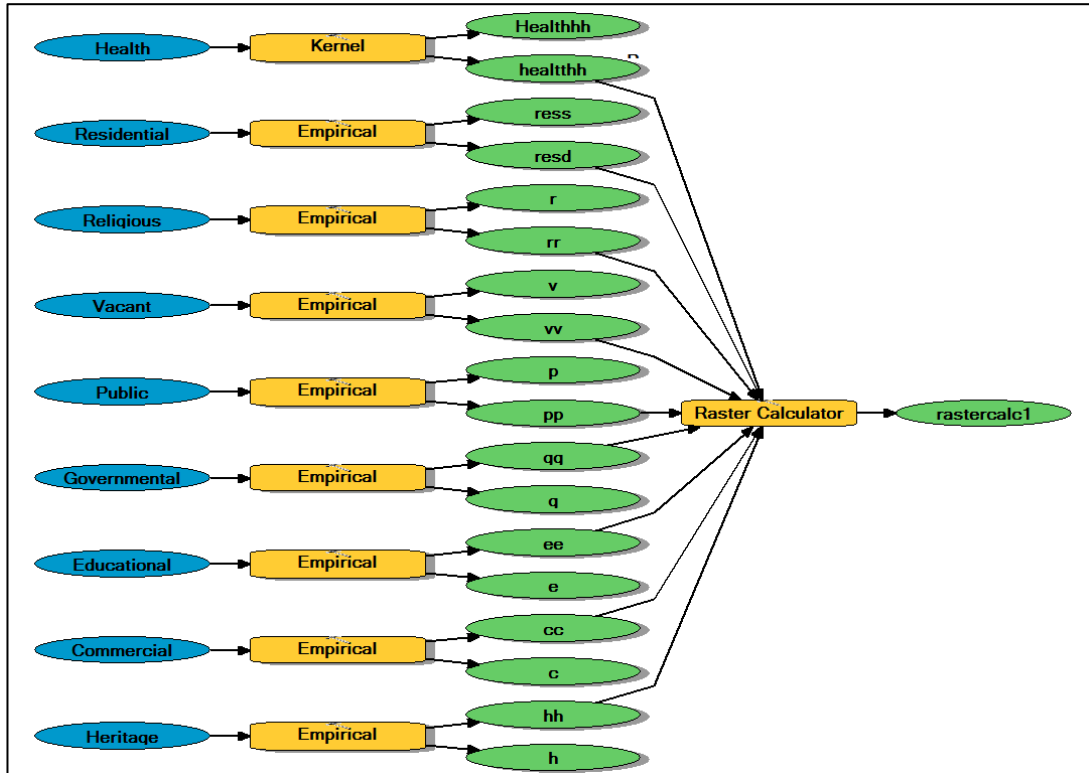 Health
Kernel
Healthhh
healtthh
Residential
Empirical
ress
resd
Religious
Empirical
r
rr
Vacant
Empirical
v
vv
Public
Empirical
p
pp
Raster Calculator
rastercalc1
Governmental
Empirical
qq
q
Educational
Empirical
ee
e
Commercial
Empirical
cc
c
Heritage
Empirical
hh
h